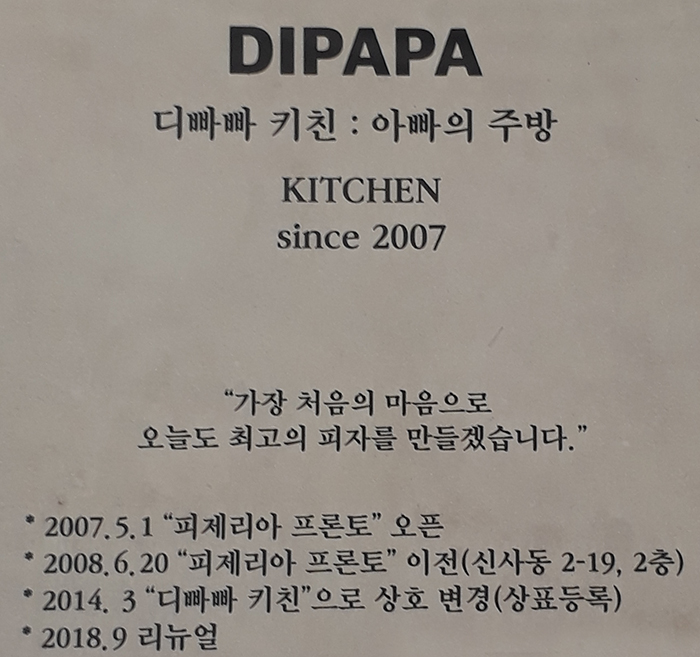 DIPAPA
디빠빠 키친 : 아빠의 주방
KITCHEN
since 2007
“가장 처음의 마음으로
오늘도 최고의 피자를 만들겠습니다.”
* 2007.5.1 “피제리아 프론토” 오픈
* 2008.6.20 “피제리아 프론토” 이전(신사동 2-19, 2층)
* 2014. 3 “디빠빠 키친”으로 상호 변경(상표등록)
* 2018.9 리뉴얼